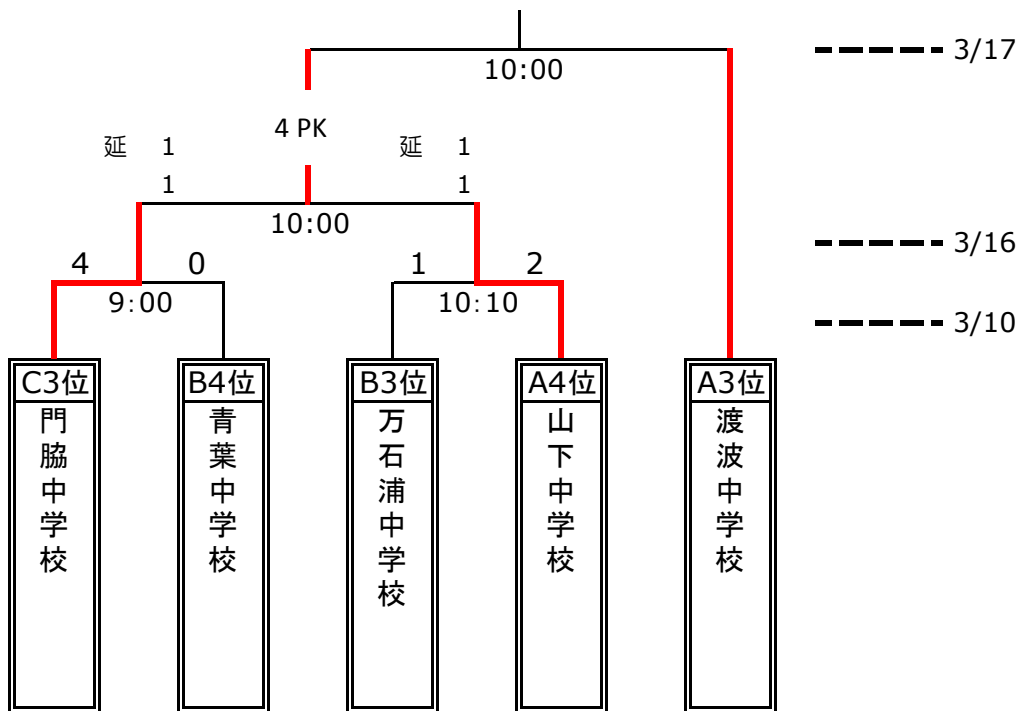 3/17
10:00
4 PK
延 1 延 1
1 1
10:00
3/16
4 0 1 2
9:00 10:10
3/10
C3位 B4位 B3位 A4位 A3位
門脇中学校
青葉中学校
万石浦中学校
山下中学校
渡波中学校